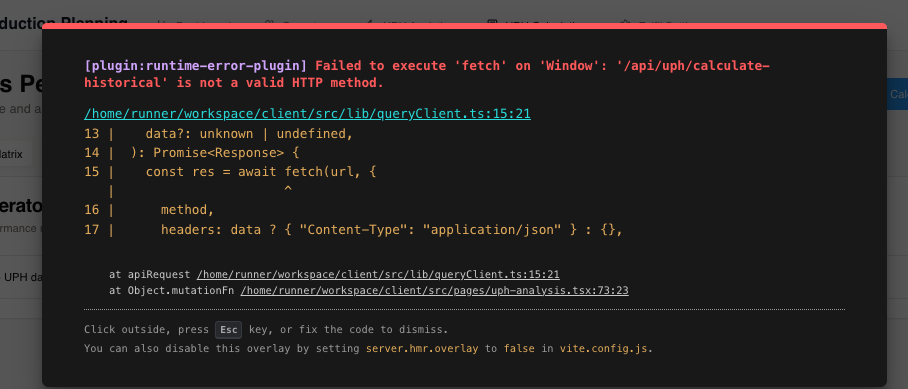 duction Planning
[plugin:runtime-error-plugin] Failed to execute 'fetch' on 'Window': '/api/uph/calculate-
historical' is not a valid HTTP method.
s Pe
e and a
Calc
/home/runner/workspace/client/src/lib/queryClient.ts:15:21
13 |    data?: unknown | undefined,
14 |  ): Promise<Response> {
15 |    const res = await fetch(url, {
   |                      ^
16 |      method,
17 |      headers: data ? { "Content-Type": "application/json" } : {},
atrix
erato
rmance
UPH da
at apiRequest /home/runner/workspace/client/src/lib/queryClient.ts:15:21
at Object.mutationFn /home/runner/workspace/client/src/pages/uph-analysis.tsx:73:23
Click outside, press Esc key, or fix the code to dismiss.
You can also disable this overlay by setting server.hmr.overlay to false in vite.config.js.